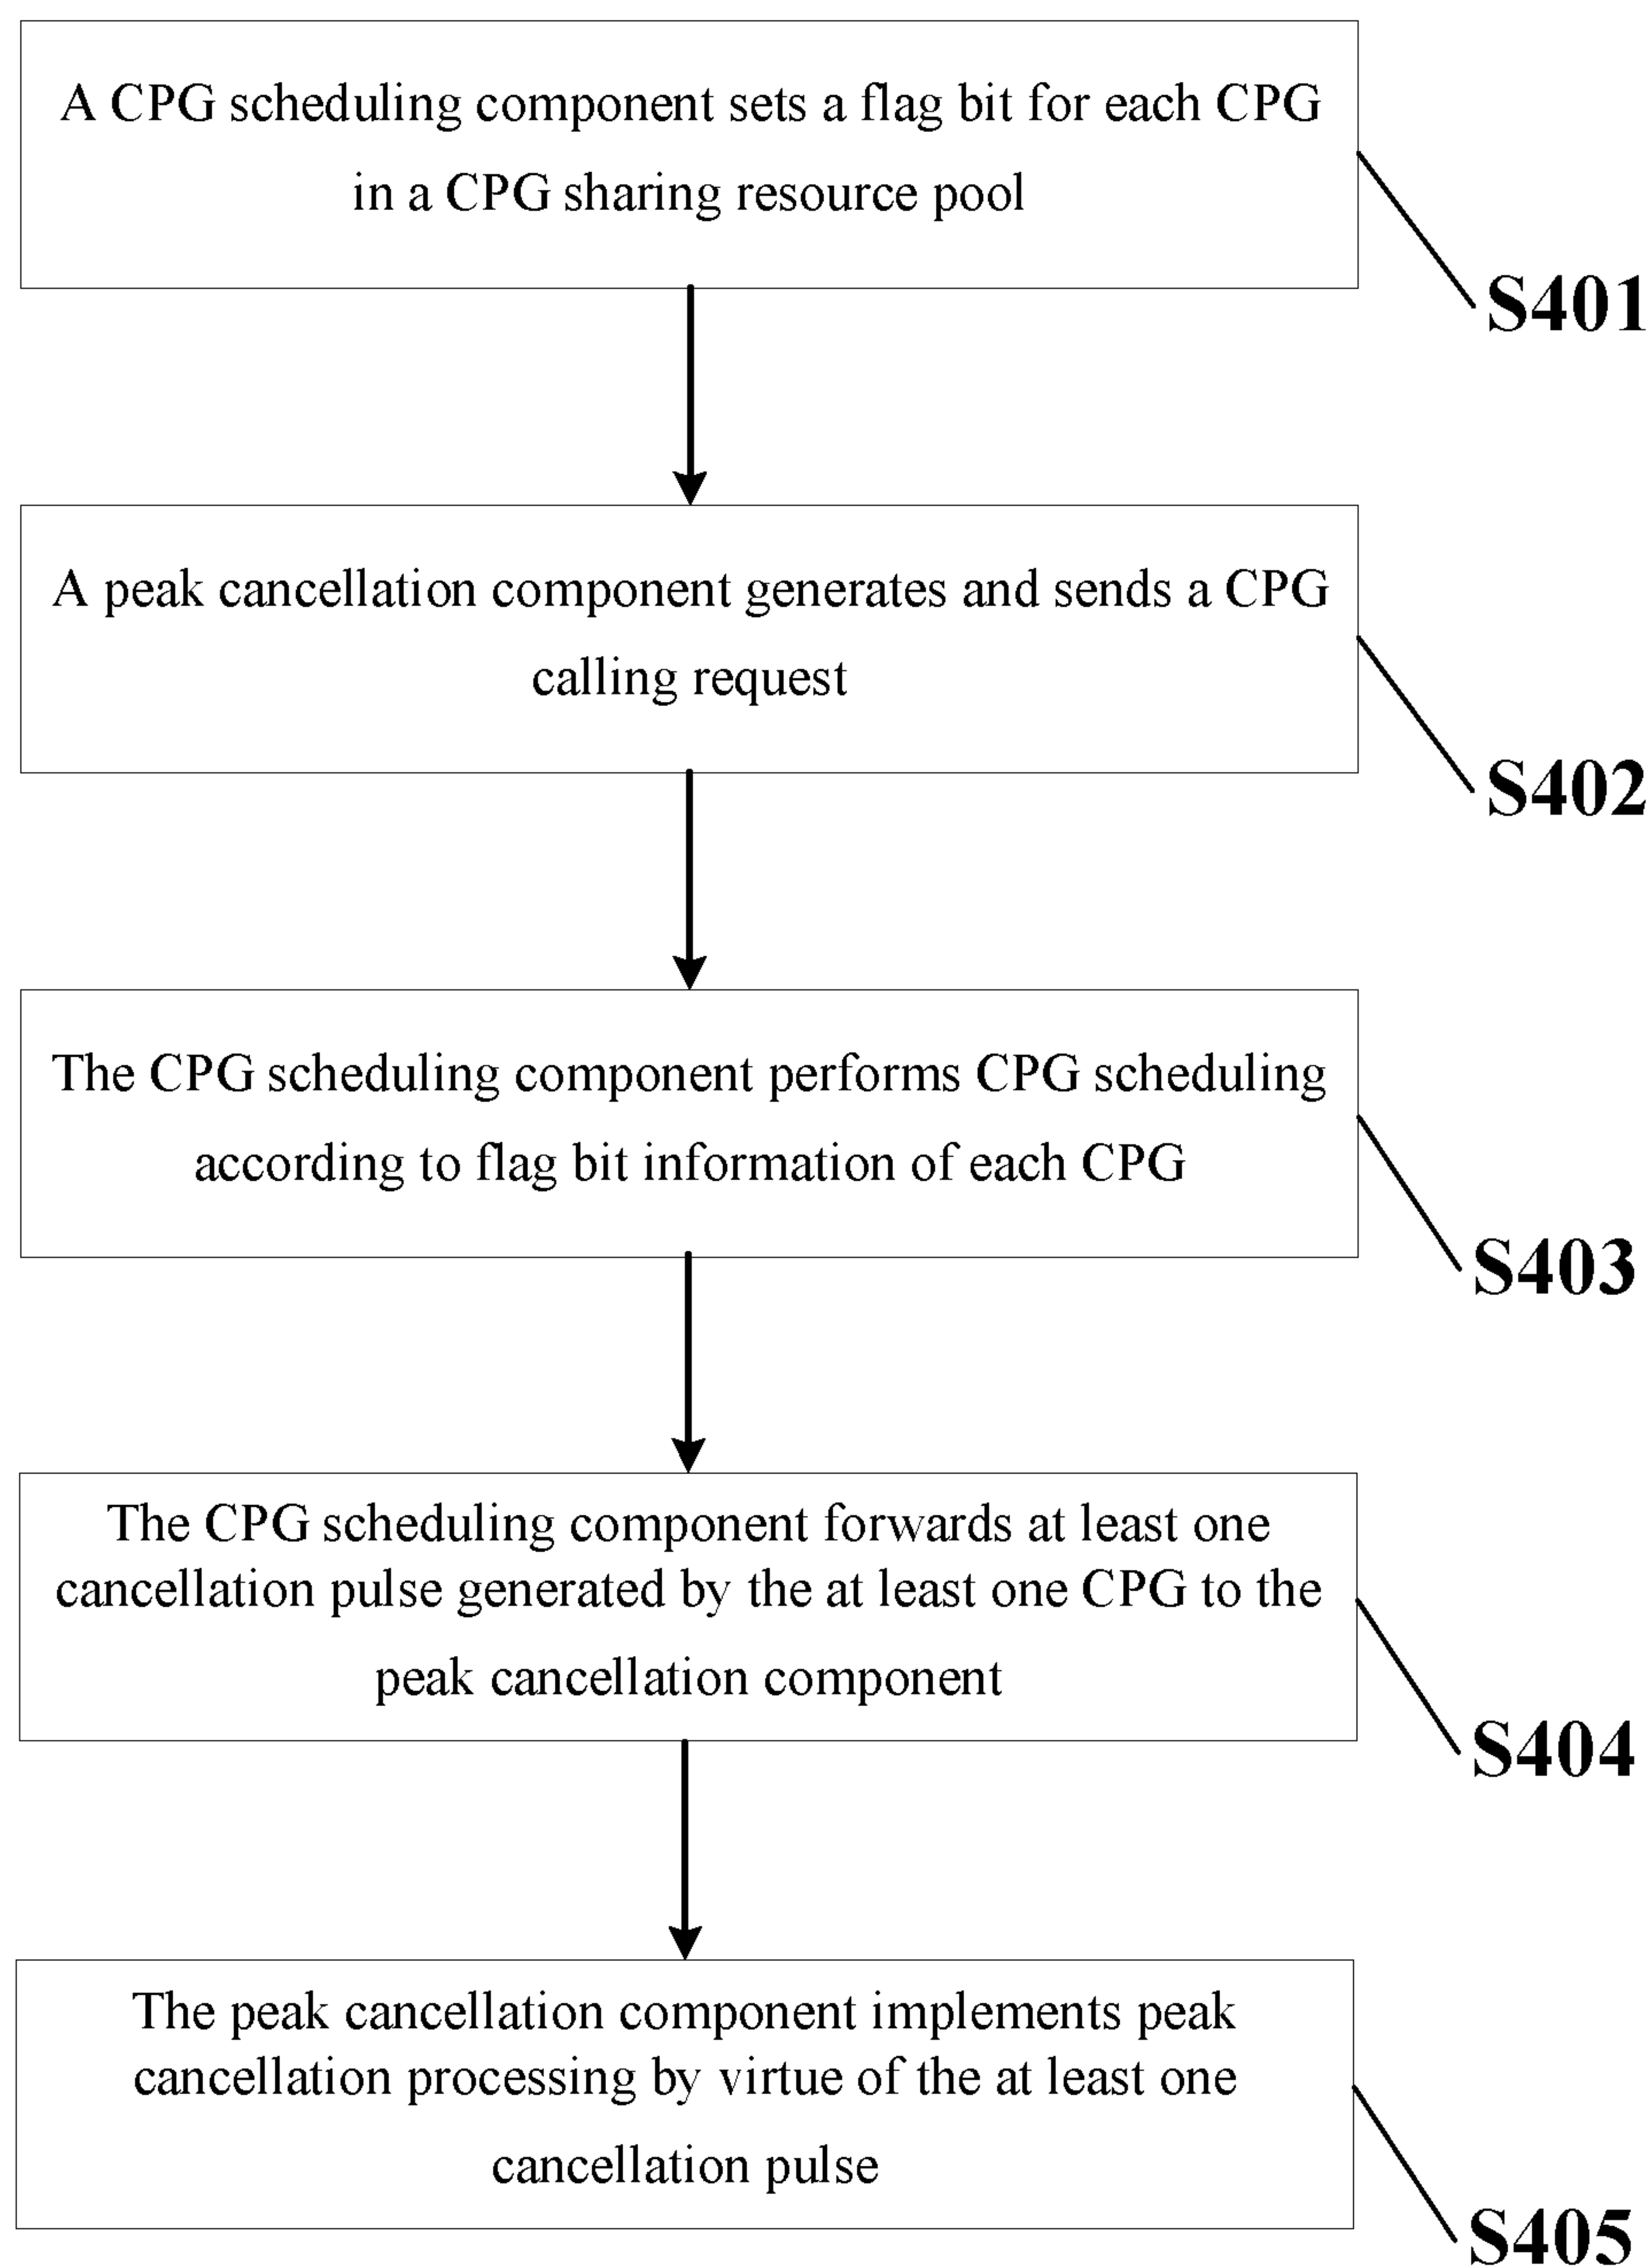 A CPG scheduling component sets a flag bit for each CPG
in a CPG sharing resource pool
S401
A peak cancellation component generates and sends a CPG
calling request
S402
The CPG scheduling component performs CPG scheduling
according to flag bit information of each CPG
S403
The CPG scheduling component forwards at least one
cancellation pulse generated by the at least one CPG to the
peak cancellation component
S404
The peak cancellation component implements peak
cancellation processing by virtue of the at least one
cancellation pulse
S405